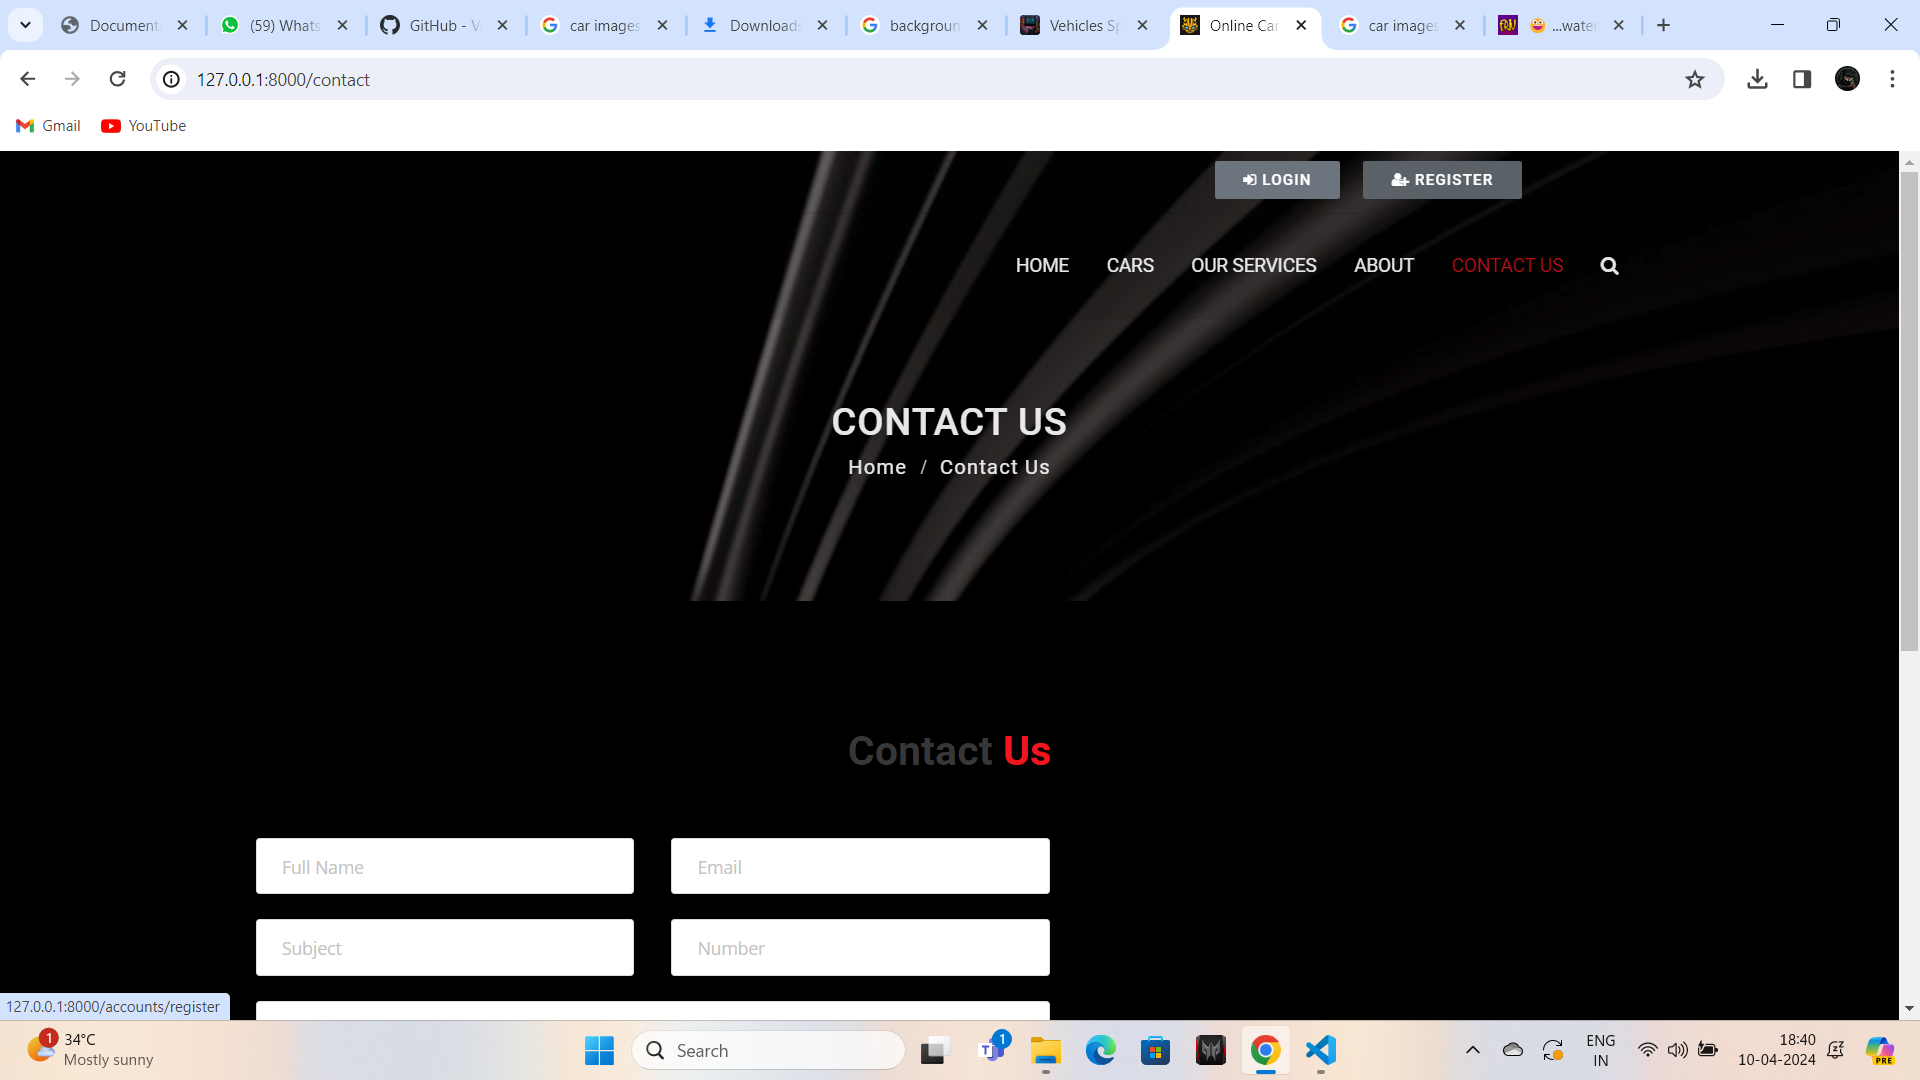 Document
(59) Whats
GitHub - V
car images
Downloads
backgroun
Vehicles Sp
Online Car
car images
...water
127.0.0.1:8000/contact
Gmail
YouTube
LOGIN
REGISTER
HOME
CARS
OUR SERVICES
ABOUT
CONTACT US
CONTACT US
Home / Contact Us
Contact Us
Full Name
Email
Subject
Number
127.0.0.1:8000/accounts/register
1
34°C
Mostly sunny
Search
1
ENG
IN
18:40
10-04-2024
PRE